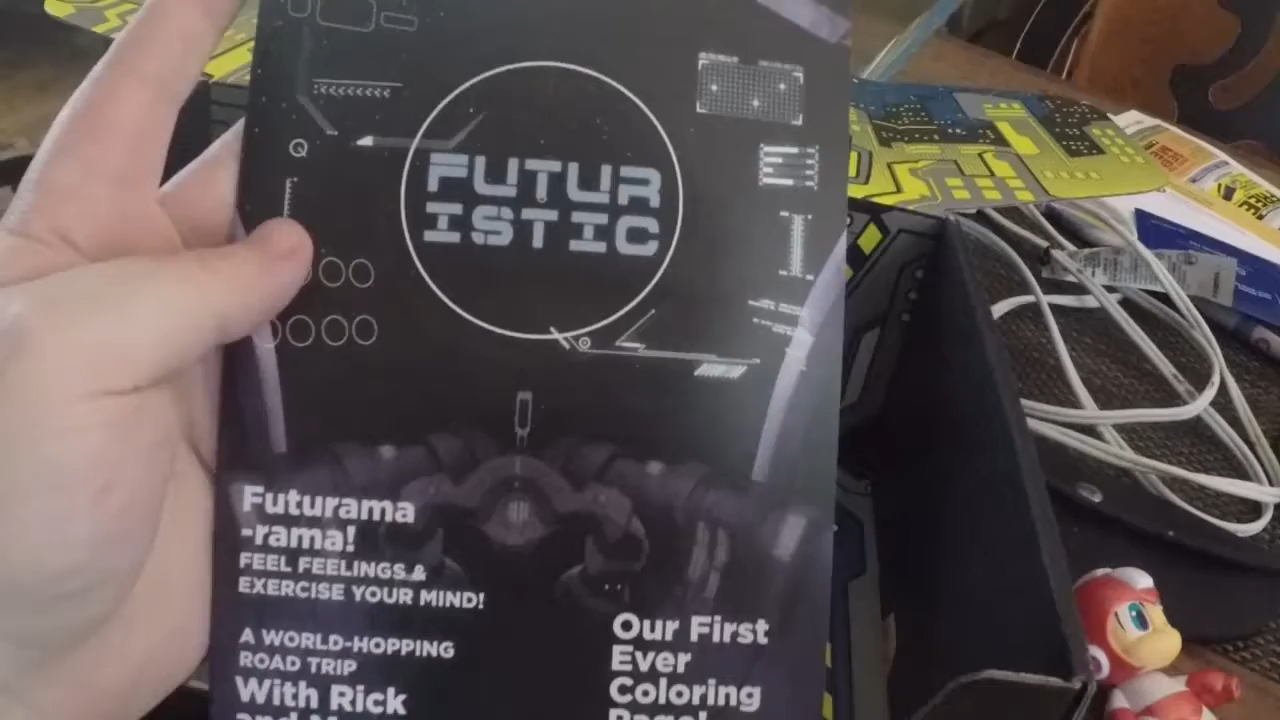 FUTUR
ISTIC
Futurama
-rama!
FEEL FEELINGS &
EXERCISE YOUR MIND!
A WORLD-HOPPING
ROAD TRIP
With Rick
Our First
Ever
Coloring
Page!